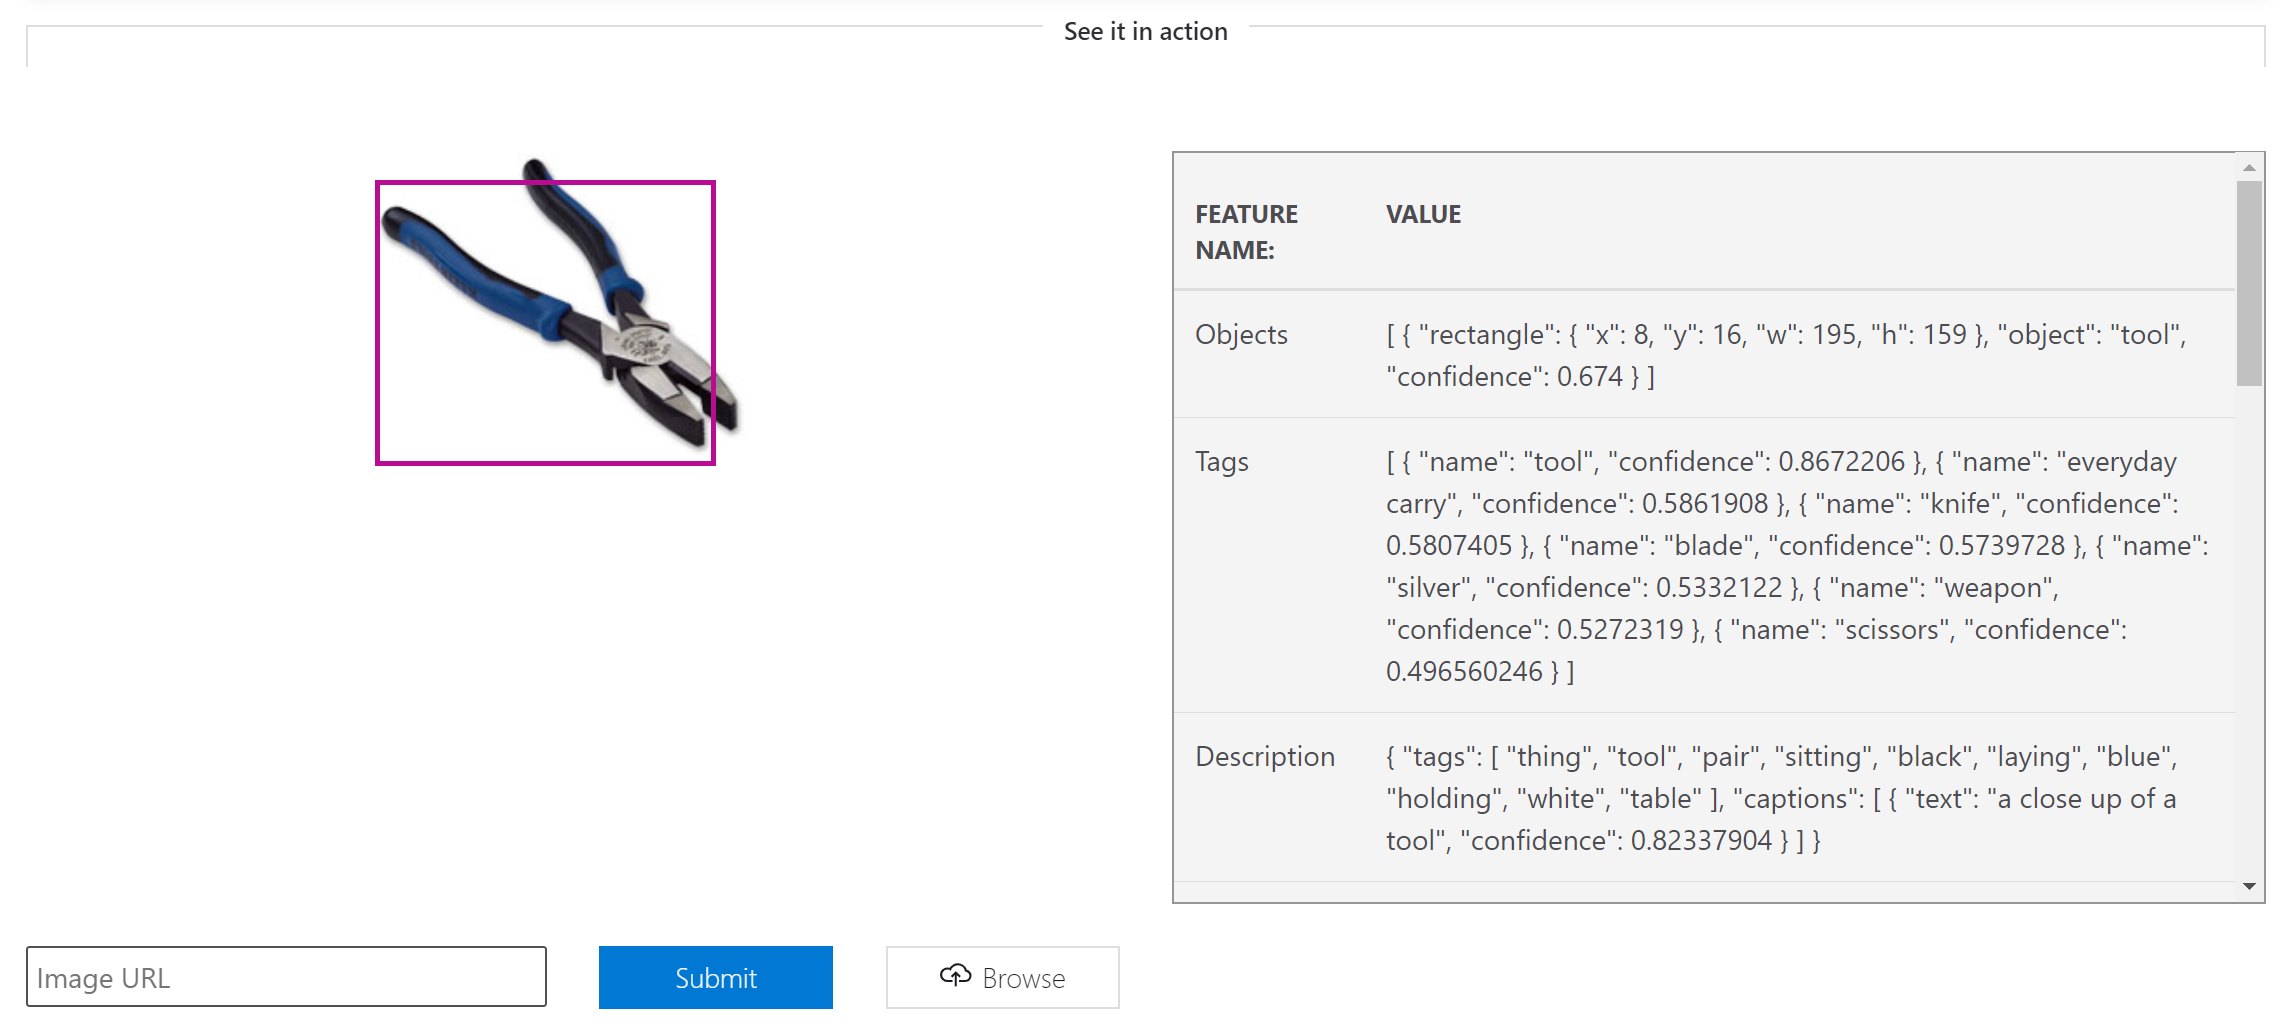 See it in action
FEATURE
NAME:
VALUE
Objects
[ { "rectangle": { "x": 8, "y": 16, "w": 195, "h": 159 }, "object": "tool",
"confidence": 0.674 } ]
Tags
[ { "name": "tool", "confidence": 0.8672206 }, { "name": "everyday
carry", "confidence": 0.5861908 }, { "name": "knife", "confidence":
0.5807405 }, { "name": "blade", "confidence": 0.5739728 }, { "name":
"silver", "confidence": 0.5332122 }, { "name": "weapon",
"confidence": 0.5272319 }, { "name": "scissors", "confidence":
0.496560246 } ]
Description
{ "tags": [ "thing", "tool", "pair", "sitting", "black", "laying", "blue",
"holding", "white", "table" ], "captions": [ { "text": "a close up of a
tool", "confidence": 0.82337904 } ] }
Image URL
Submit
Browse